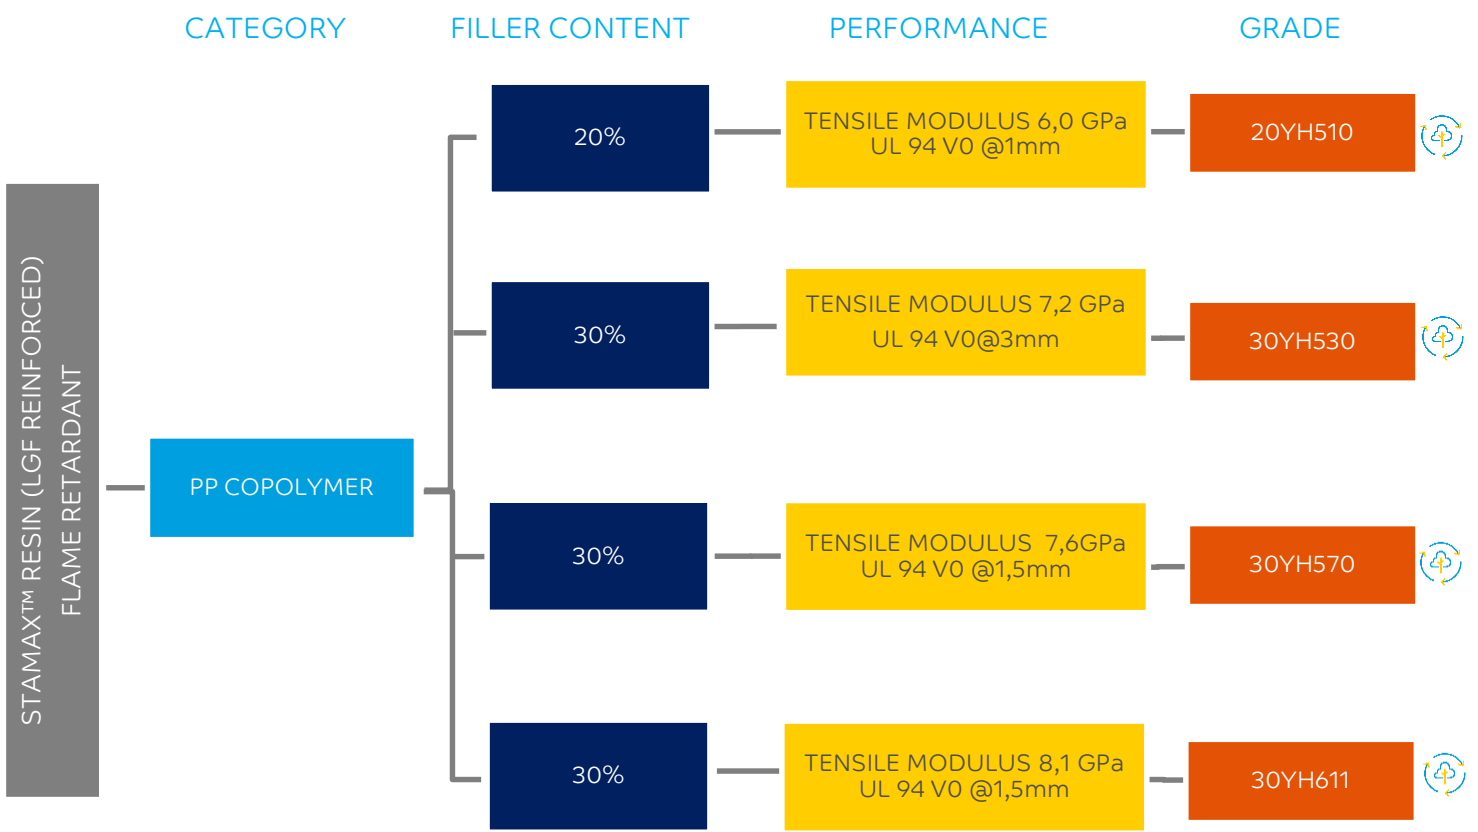 CATEGORY
FILLER CONTENT
PERFORMANCE
GRADE
STAMAX™ RESIN (LGF REINFORCED)
FLAME RETARDANT
PP COPOLYMER
20%
TENSILE MODULUS 6,0 GPa
UL 94 V0 @1mm
20YH510
30%
TENSILE MODULUS 7,2 GPa
UL 94 V0@3mm
30YH530
30%
TENSILE MODULUS  7,6GPa
UL 94 V0 @1,5mm
30YH570
30%
TENSILE MODULUS 8,1 GPa
UL 94 V0 @1,5mm
30YH611